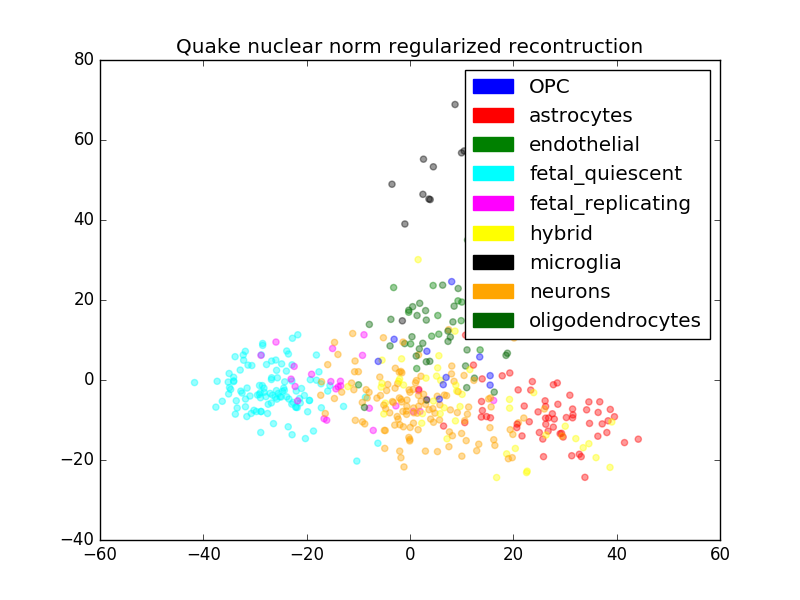 Quake nuclear norm regularized recontruction
80
60
40
20
0
−20
−40
−60
−40
−20
0
20
40
60
OPC
astrocytes
endothelial
fetal_quiescent
fetal_replicating
hybrid
microglia
neurons
oligodendrocytes